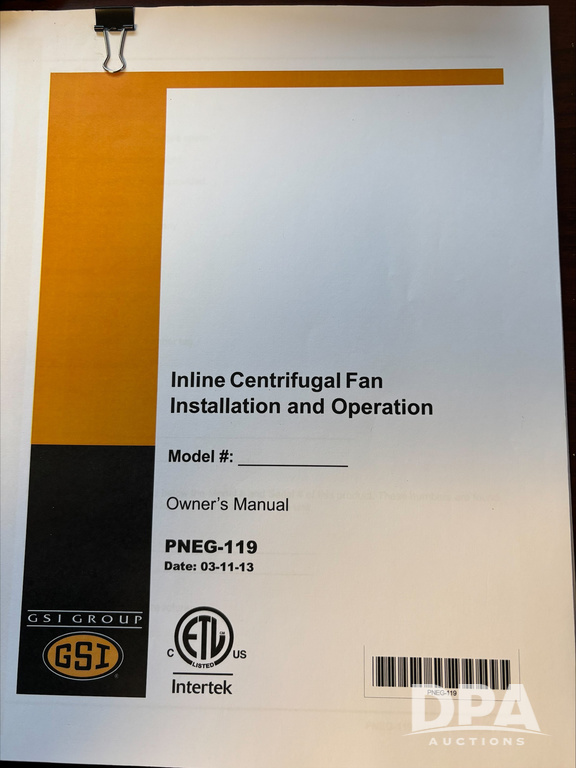 Inline Centrifugal Fan
Installation and Operation
Model #:
Owner's Manual
PNEG-119
Date: 03-11-13
GSI GROUP
GSI
®
C ETL US
LISTED
Intertek
PNEG-119
DPA
AUCTIONS